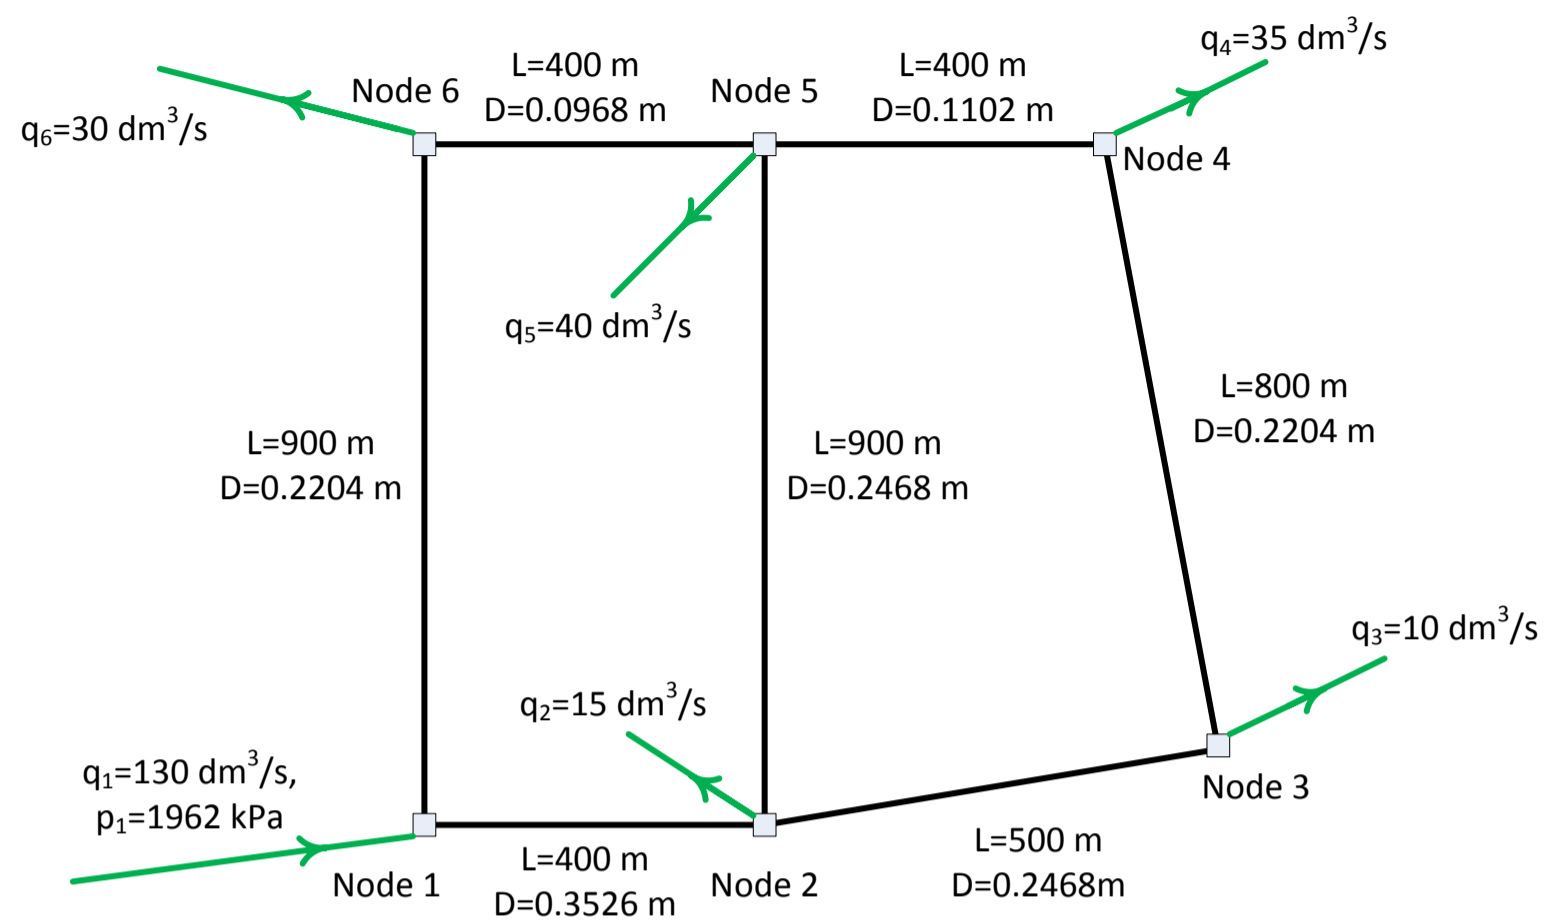 q₄=35 dm³/s
L=400 m
D=0.0968 m
L=400 m
D=0.1102 m
Node 6
Node 5
q₆=30 dm³/s
Node 4
q₅=40 dm³/s
L=900 m
D=0.2204 m
L=900 m
D=0.2468 m
L=800 m
D=0.2204 m
q₃=10 dm³/s
q₂=15 dm³/s
q₁=130 dm³/s,
p₁=1962 kPa
Node 3
L=400 m
D=0.3526 m
L=500 m
D=0.2468m
Node 1
Node 2